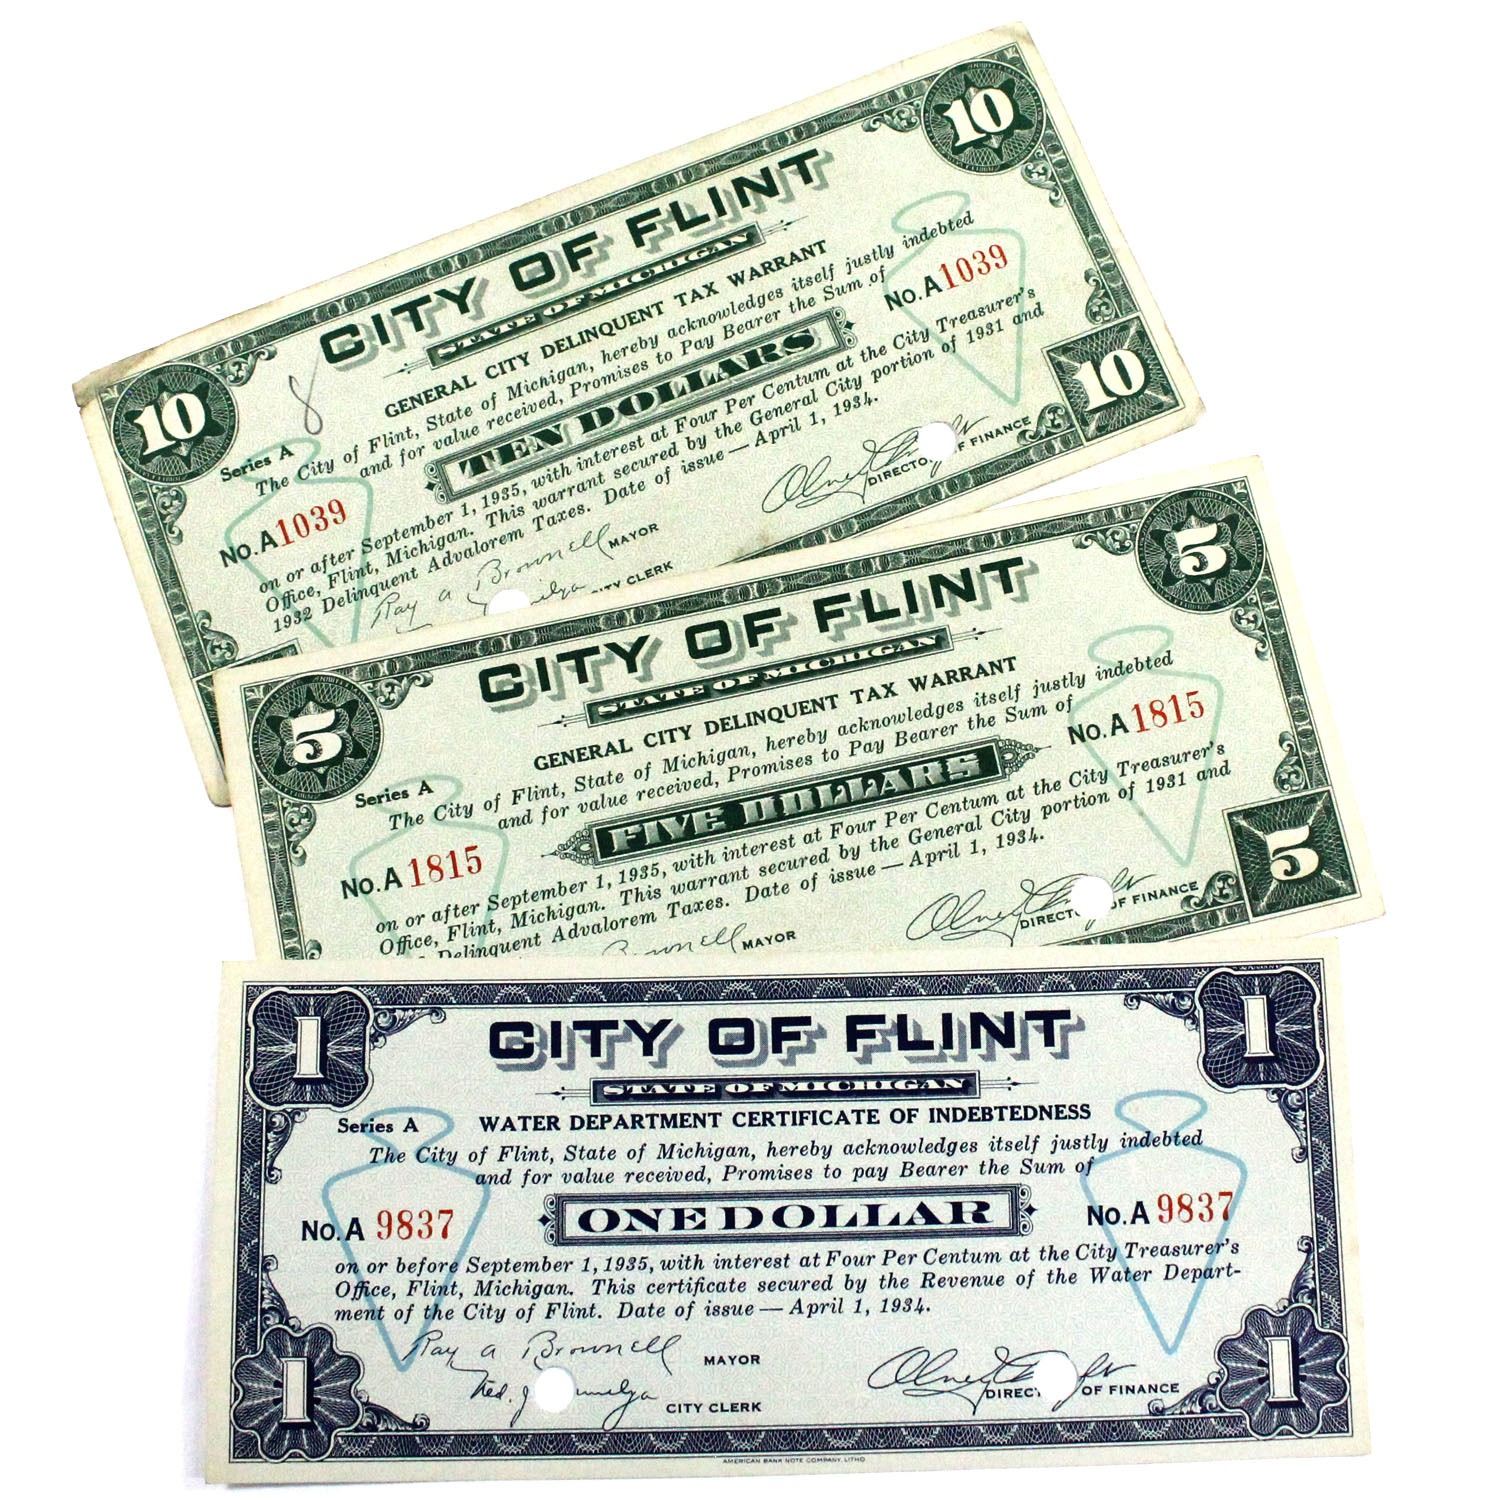 10
CITY OF FLINT
STATE OF MICHIGAN
GENERAL CITY DELINQUENT TAX WARRANT
10
8
Series A
The City of Flint, State of Michigan, hereby acknowledges itself justly indebted
and for value received, Promises to Pay Bearer the Sum of
No. A1039
TEN DOLLARS
No. A1039
on or after September 1, 1935, with interest at Four Per Centum at the City Treasurer's
Office, Flint, Michigan. This warrant secured by the General City portion of 1931 and
1932 Delinquent Advalorem Taxes. Date of issue — April 1, 1934.
10
Ray A Brownell MAYOR
CITY CLERK
DIRECTO F FINANCE
5
CITY OF FLINT
STATE OF MICHIGAN
GENERAL CITY DELINQUENT TAX WARRANT
5
Series A
The City of Flint, State of Michigan, hereby acknowledges itself justly indebted
and for value received, Promises to Pay Bearer the Sum of
No. A1815
FIVE DOLLARS
No. A1815
on or after September 1, 1935, with interest at Four Per Centum at the City Treasurer's
Office, Flint, Michigan. This warrant secured by the General City portion of 1931 and
Delinquent Advalorem Taxes. Date of issue — April 1, 1934.
5
Brownell MAYOR
DIRECT OF FINANCE
1
CITY OF FLINT
1
STATE OF MICHIGAN
Series A WATER DEPARTMENT CERTIFICATE OF INDEBTEDNESS
The City of Flint, State of Michigan, hereby acknowledges itself justly indebted
and for value received, Promises to pay Bearer the Sum of
No. A 9837
ONE DOLLAR
No. A 9837
on or before September 1, 1935, with interest at Four Per Centum at the City Treasurer's
Office, Flint, Michigan. This certificate secured by the Revenue of the Water Depart-
ment of the City of Flint. Date of issue — April 1, 1934.
Ray A Brownell MAYOR
CITY CLERK
DIREC OF FINANCE
1
1
AMERICAN BANK NOTE COMPANY, LITHO